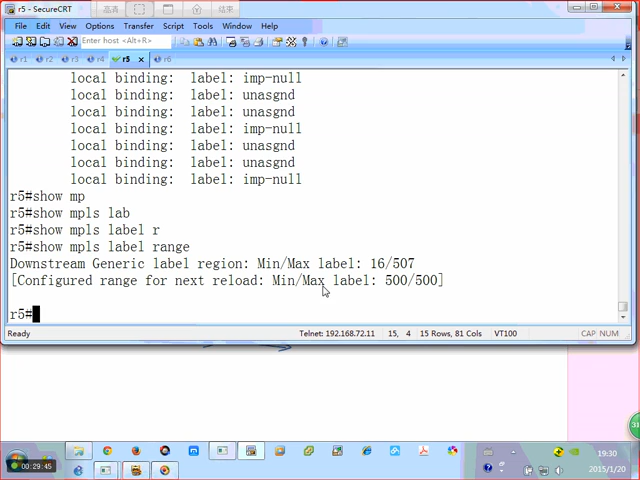 r5 - SecureCRT
高清
结束
File Edit View Options Transfer Script Tools Window Help
Enter host <Alt+R>
r1 r2 r3 r4 r5 r6
local binding: label: imp-null
local binding: label: unasgnd
local binding: label: unasgnd
local binding: label: imp-null
local binding: label: unasgnd
local binding: label: unasgnd
local binding: label: imp-null
r5#show mp
r5#show mpls lab
r5#show mpls label r
r5#show mpls label range
Downstream Generic label region: Min/Max label: 16/507
[Configured range for next reload: Min/Max label: 500/500]
r5#
Ready Telnet: 192.168.72.11 15, 4 15 Rows, 81 Cols VT100 CAP NUM
31
00:29:45
19:30
2015/1/20